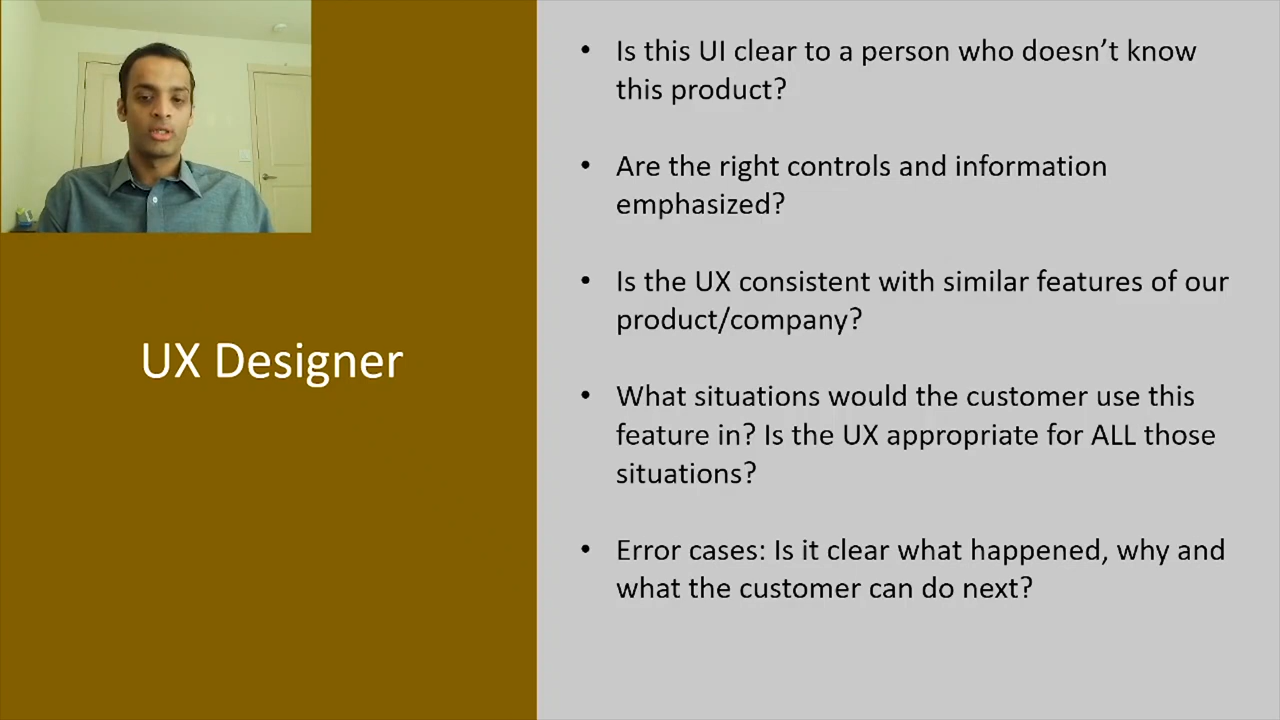 UX Designer
• Is this UI clear to a person who doesn’t know
this product?
• Are the right controls and information
emphasized?
• Is the UX consistent with similar features of our
product/company?
• What situations would the customer use this
feature in? Is the UX appropriate for ALL those
situations?
• Error cases: Is it clear what happened, why and
what the customer can do next?